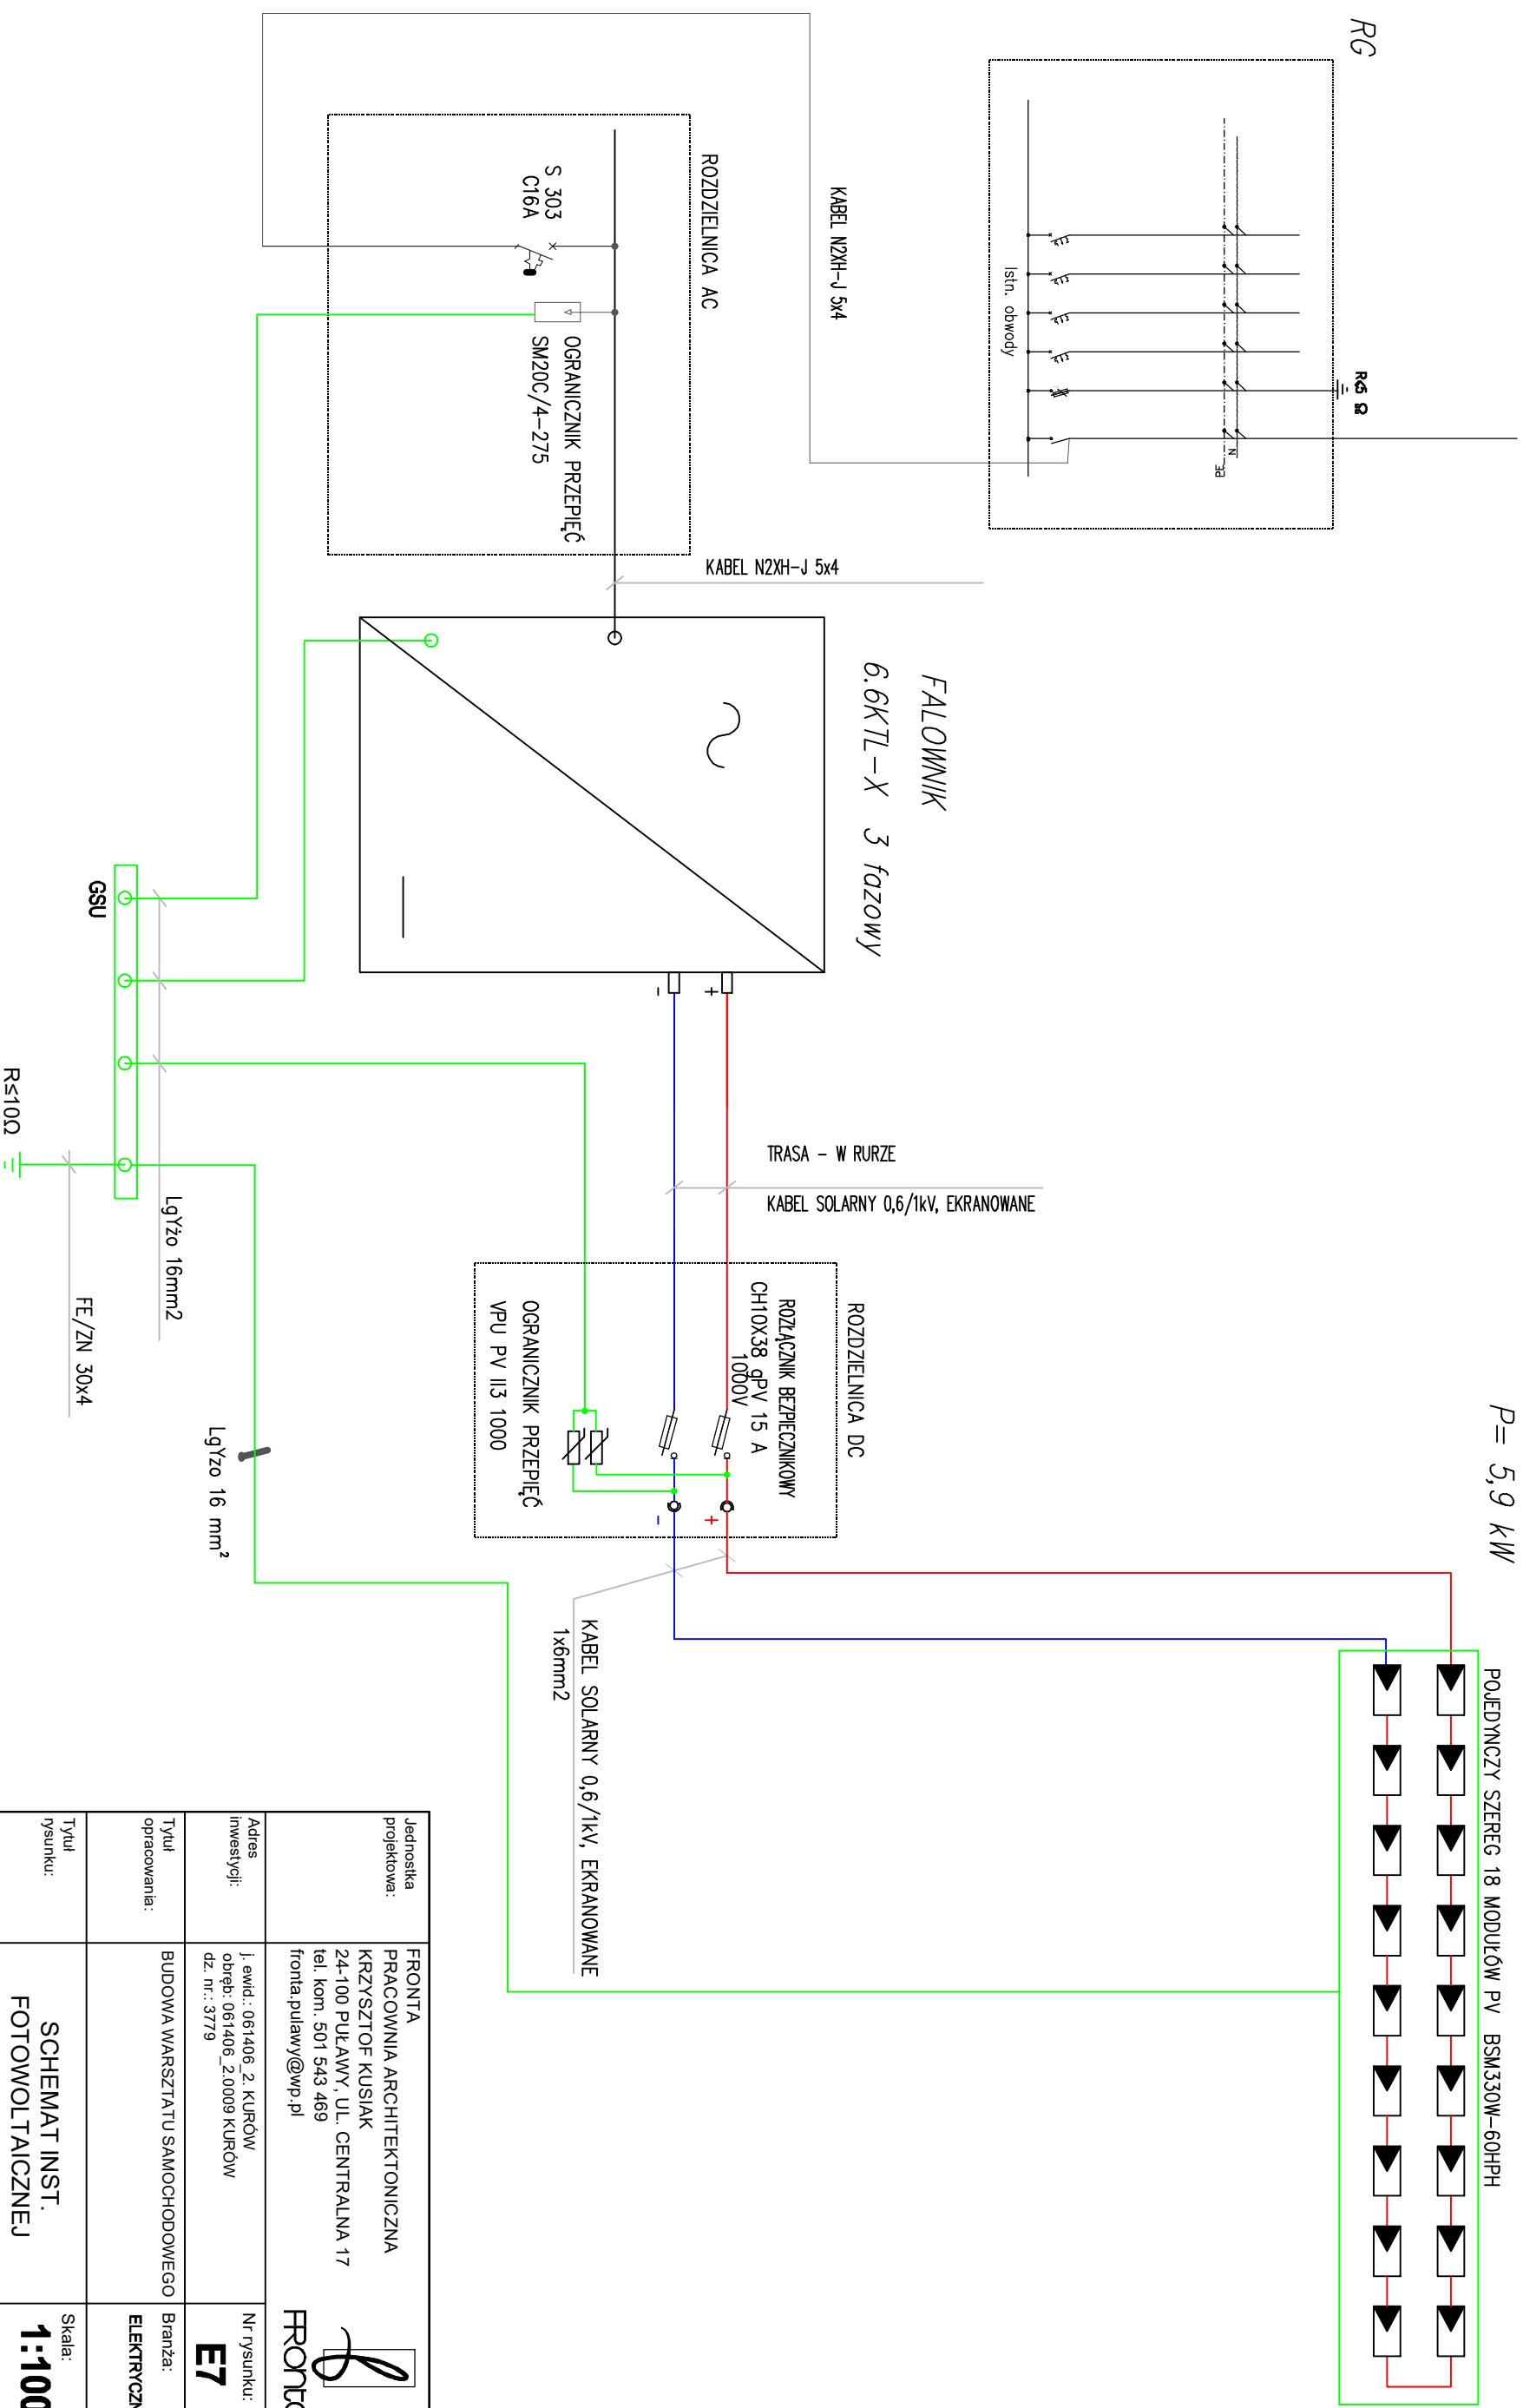 RG
R<5 Ω
N
PE
Istn. obwody
KABEL N2XH-J 5x4
ROZDZIELNICA AC
S 303
C16A
OGRANICZNIK PRZEPIĘĆ
SM20C/4-275
KABEL N2XH-J 5x4
FALOWNIK
6.6KTL-X 3 fazowy
-
+
GSU
R≤10Ω
LgYżo 16mm2
FE/ZN 30x4
LgYżo 16 mm²
TRASA - W RURZE
KABEL SOLARNY 0,6/1kV, EKRANOWANE
ROZDZIELNICA DC
ROZŁĄCZNIK BEZPIECZNIKOWY
CH10X38 gPV 15 A
1000V
OGRANICZNIK PRZEPIĘĆ
VPU PV II3 1000
-
+
KABEL SOLARNY 0,6/1kV, EKRANOWANE
1x6mm2
P= 5,9 kW
POJEDYNCZY SZEREG 18 MODUŁÓW PV BSM330W-60HPH
Jednostka
projektowa:
FRONTA
PRACOWNIA ARCHITEKTONICZNA
KRZYSZTOF KUSIAK
24-100 PUŁAWY, UL. CENTRALNA 17
tel. kom. 501 543 469
fronta.pulawy@wp.pl
FRonta
Adres
inwestycji:
j. ewid.: 061406_2. KURÓW
obręb: 061406_2.0009 KURÓW
dz. nr.: 3779
Nr rysunku:
E7
Tytuł
opracowania:
BUDOWA WARSZTATU SAMOCHODOWEGO
Branża:
ELEKTRYCZN
Tytuł
rysunku:
SCHEMAT INST.
FOTOWOLTAICZNEJ
Skala:
1:100